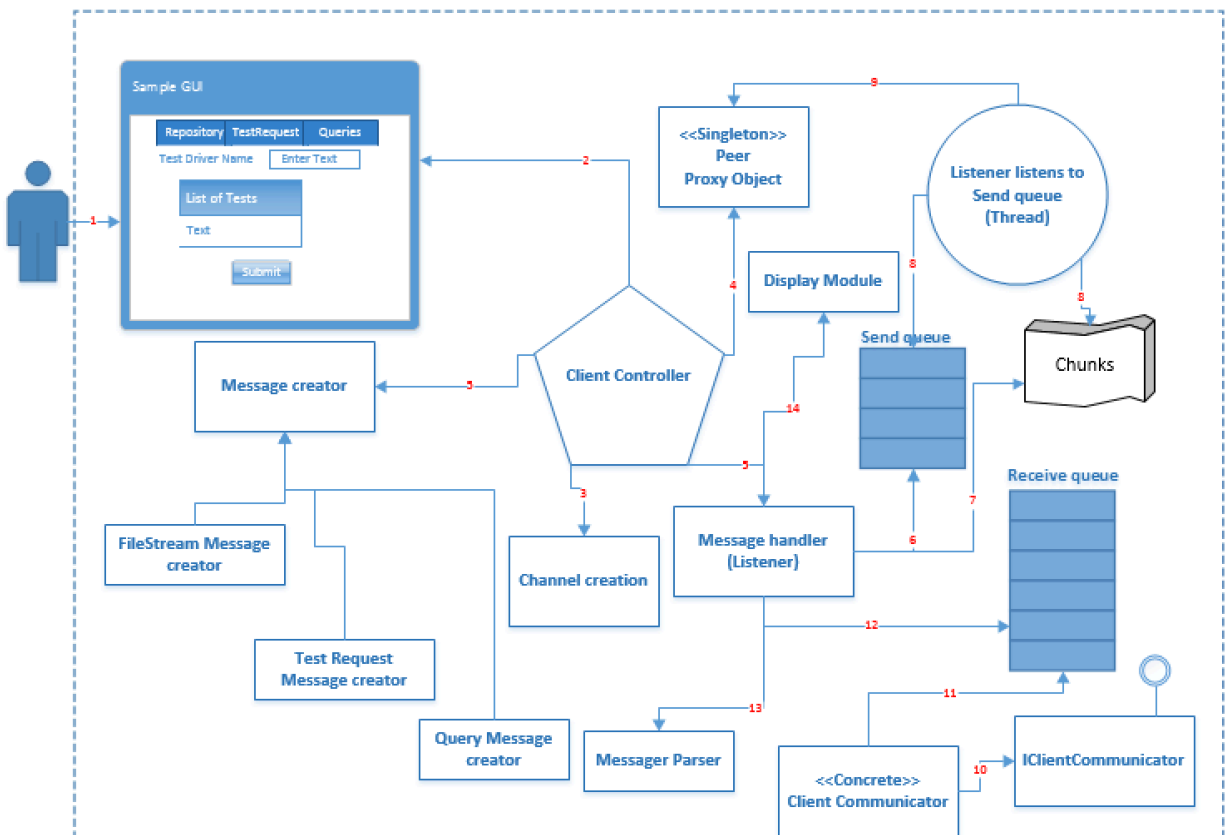 Sample GUI
Repository TestRequest Queries
Test Driver Name Enter Text
List of Tests
Text
Submit
1
2
<<Singleton>>
Peer
Proxy Object
9
Listener listens to
Send queue
(Thread)
4
8
8
Display Module
Send queue
Chunks
Message creator
5
Client Controller
14
3
5
7
6
Receive queue
FileStream Message
creator
Channel creation
Message handler
(Listener)
12
Test Request
Message creator
11
13
Query Message
creator
Messager Parser
<<Concrete>>
Client Communicator
10
IClientCommunicator